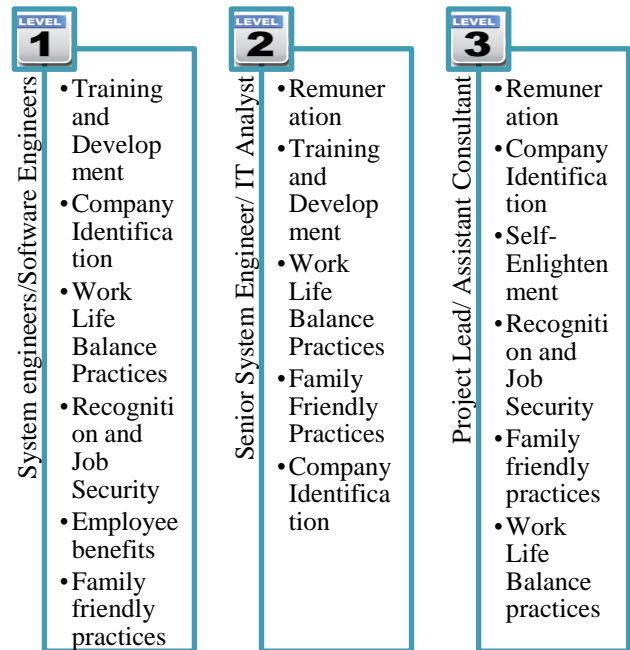 LEVEL
1
System engineers/Software Engineers
•Training
and
Develop
ment
•Company
Identifica
tion
•Work
Life
Balance
Practices
•Recogniti
on and
Job
Security
•Employee
benefits
•Family
friendly
practices
LEVEL
2
Senior System Engineer/ IT Analyst
•Remuner
ation
•Training
and
Develop
ment
•Work
Life
Balance
Practices
•Family
Friendly
Practices
•Company
Identifica
tion
LEVEL
3
Project Lead/ Assistant Consultant
•Remuner
ation
•Company
Identifica
tion
•Self-
Enlighten
ment
•Recogniti
on and
Job
Security
•Family
friendly
practices
•Work
Life
Balance
practices